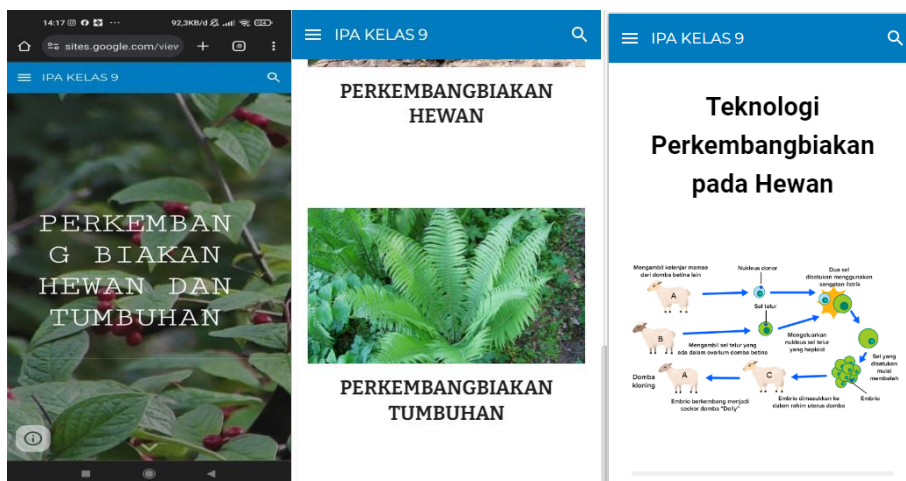 14:17
92,3KB/d
sites.google.com/view
IPA KELAS 9
PERKEMBAN
G BIAKAN
HEWAN DAN
TUMBUHAN
IPA KELAS 9
PERKEMBANGBIAKAN
HEWAN
PERKEMBANGBIAKAN
TUMBUHAN
IPA KELAS 9
Teknologi
Perkembangbiakan
pada Hewan
Mengambil kelenjar mamae
dari domba betina lain
Nukleus donor
Dua sel
disatukan menggunakan
sengatan listrik
A
Sel telur
B
Mengambil sel telur yang
ada dalam ovarium domba betina
Mengeluarkan
nukleus sel telur
yang heploid
Sel yang
disatukan
mulai
membelah
Domba
kloning
A
C
Embrio berkembang menjadi
seekor domba "Dolly"
Embrio dimasukkan ke
dalam rahim uterus domba
Embrio